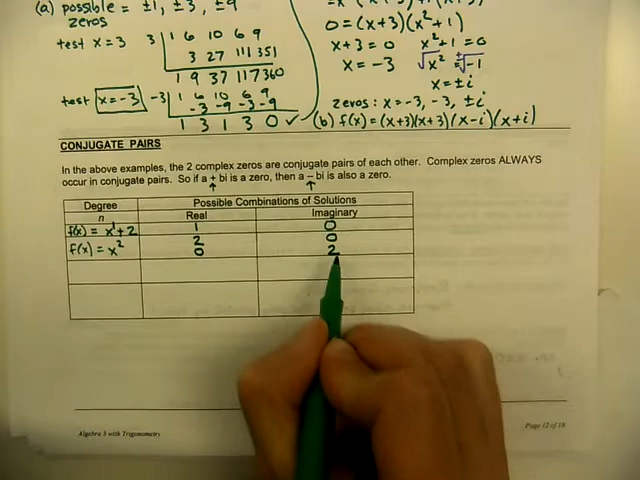 (a) possible = ±1, ±3, ±9
zeros
test x=3 3 1 6 10 6 9
3 27 111 351
1 9 37 117 360
test x=-3 -3 1 6 10 6 9
-3 -9 -3 -9
1 3 1 3 0 ✓
0=(x+3)(x²+1)
x+3=0 x²+1=0
x=-3 √x²=±√-1
x=±i
zeros: x=-3, -3, ±i
(b) f(x)=(x+3)(x+3)(x-i)(x+i)
CONJUGATE PAIRS
In the above examples, the 2 complex zeros are conjugate pairs of each other. Complex zeros ALWAYS
occur in conjugate pairs. So if a + bi is a zero, then a – bi is also a zero.
Degree Possible Combinations of Solutions
n Real Imaginary
f(x) = x¹+2 1 0
f(x) = x² 2 0
0 2
Algebra 3 with Trigonometry
Page 12 of 18